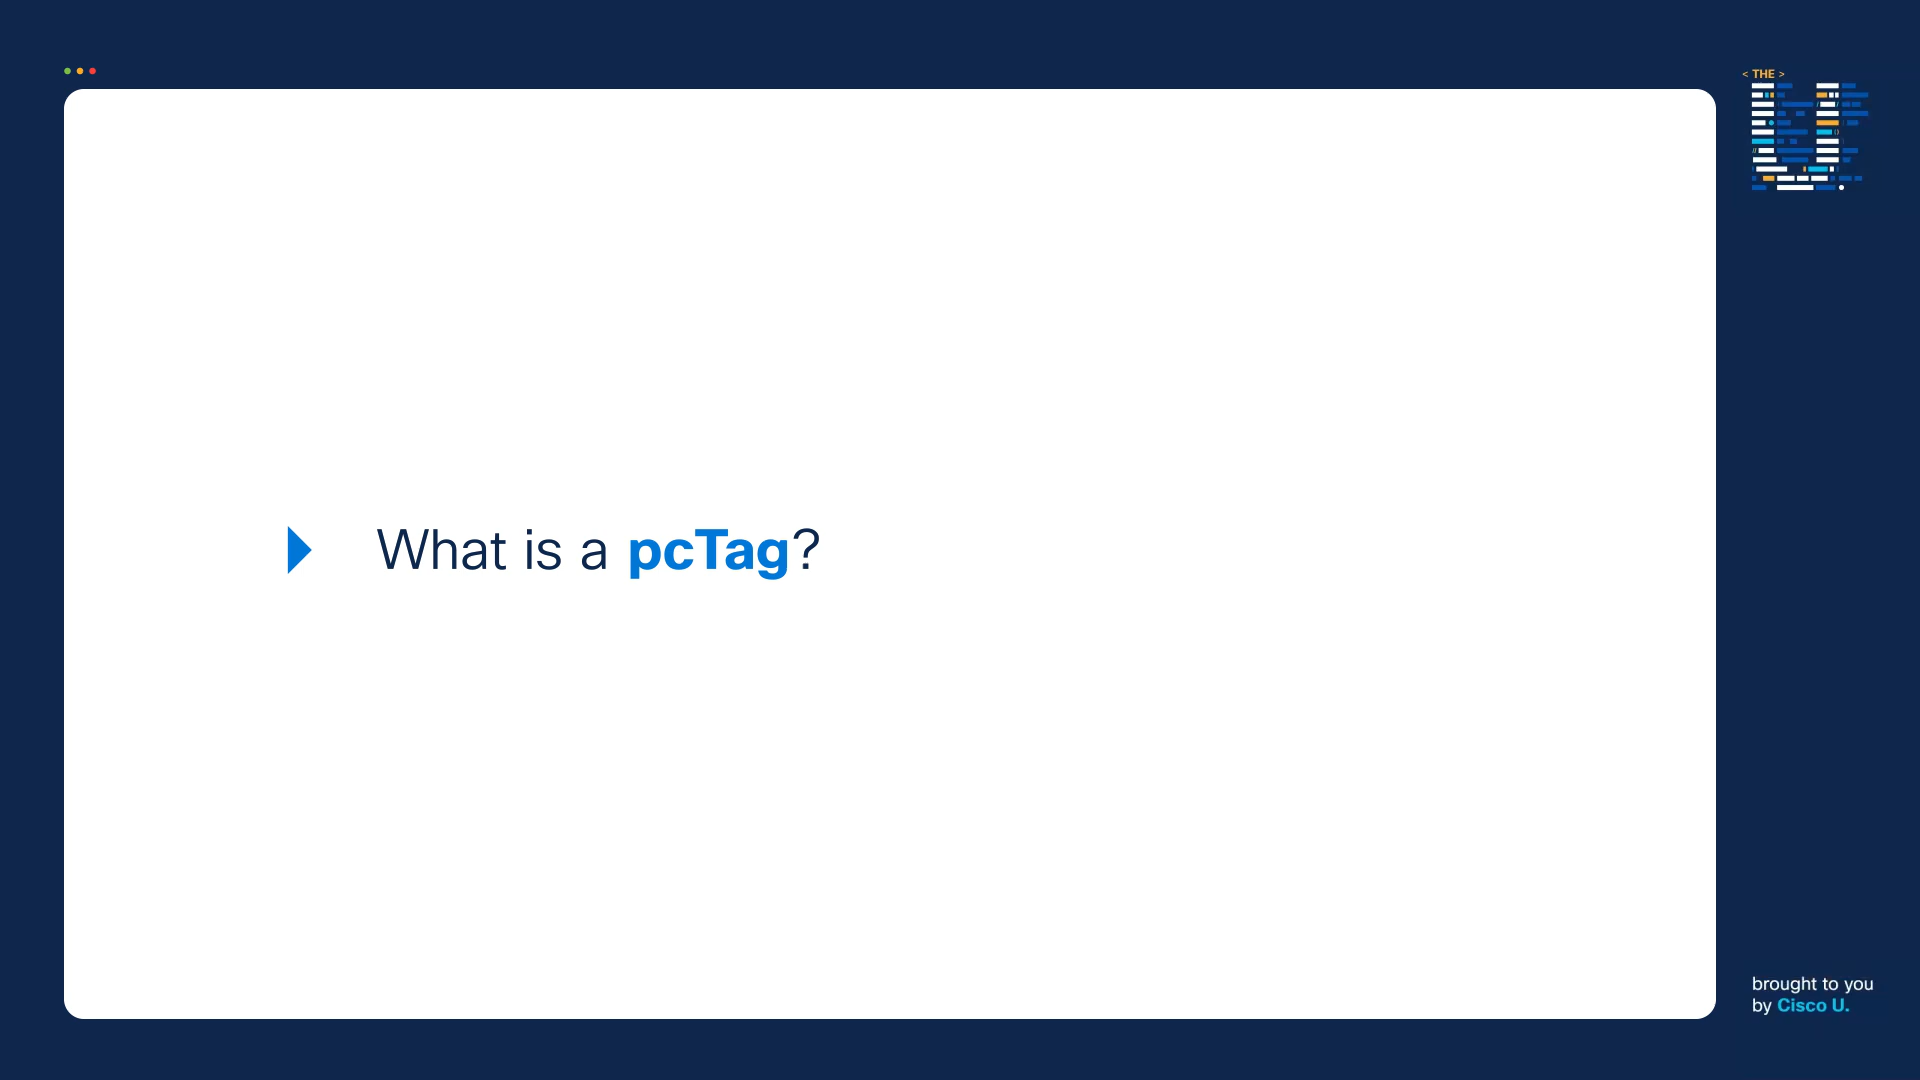 < THE >
What is a pcTag?
brought to you
by Cisco U.